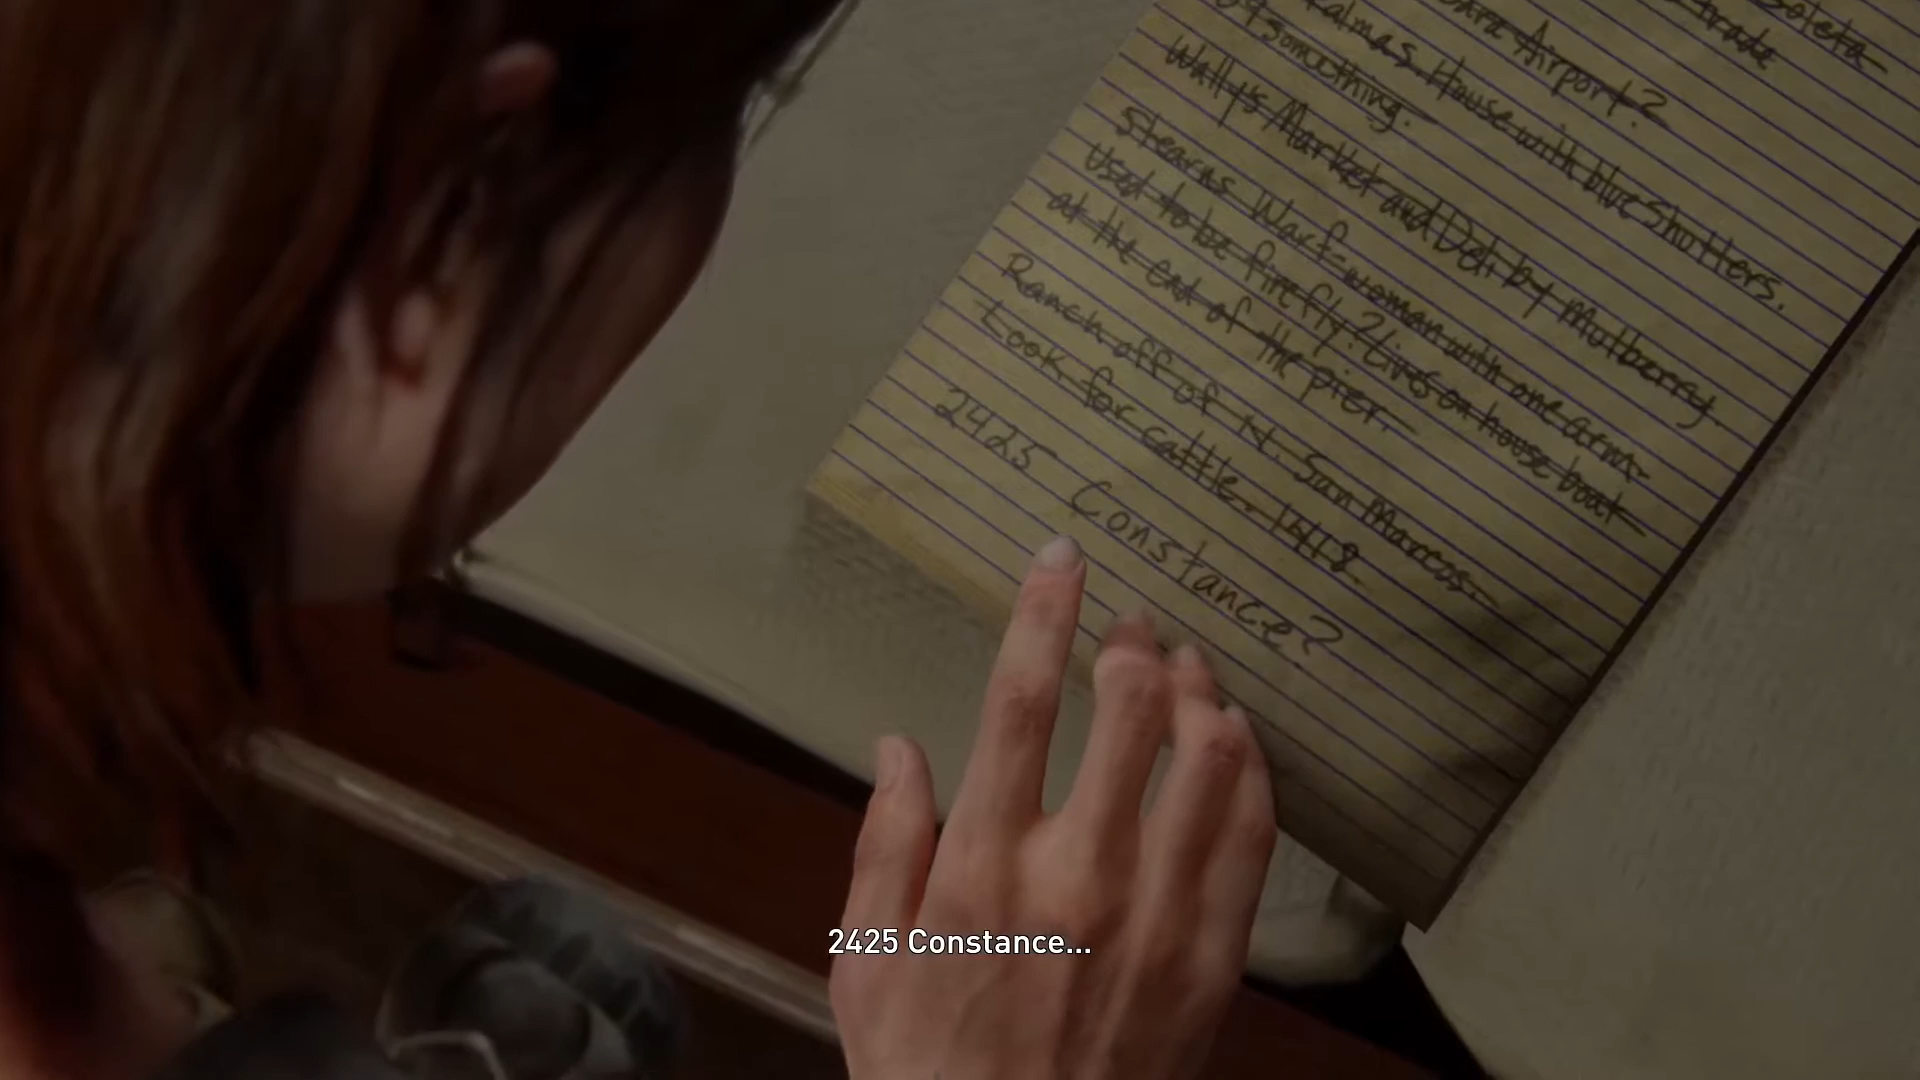 Goleta
Airport?
House with blue Shutters.
something.
Wally's Market and Deli by Mulberry.
Stearns Warf-woman with one arm.
Used to be firefly? Lives on house boat
at the end of the pier.
Ranch off of N. San Marcos.
Look for cattle. 1418
2425 Constance?
2425 Constance...